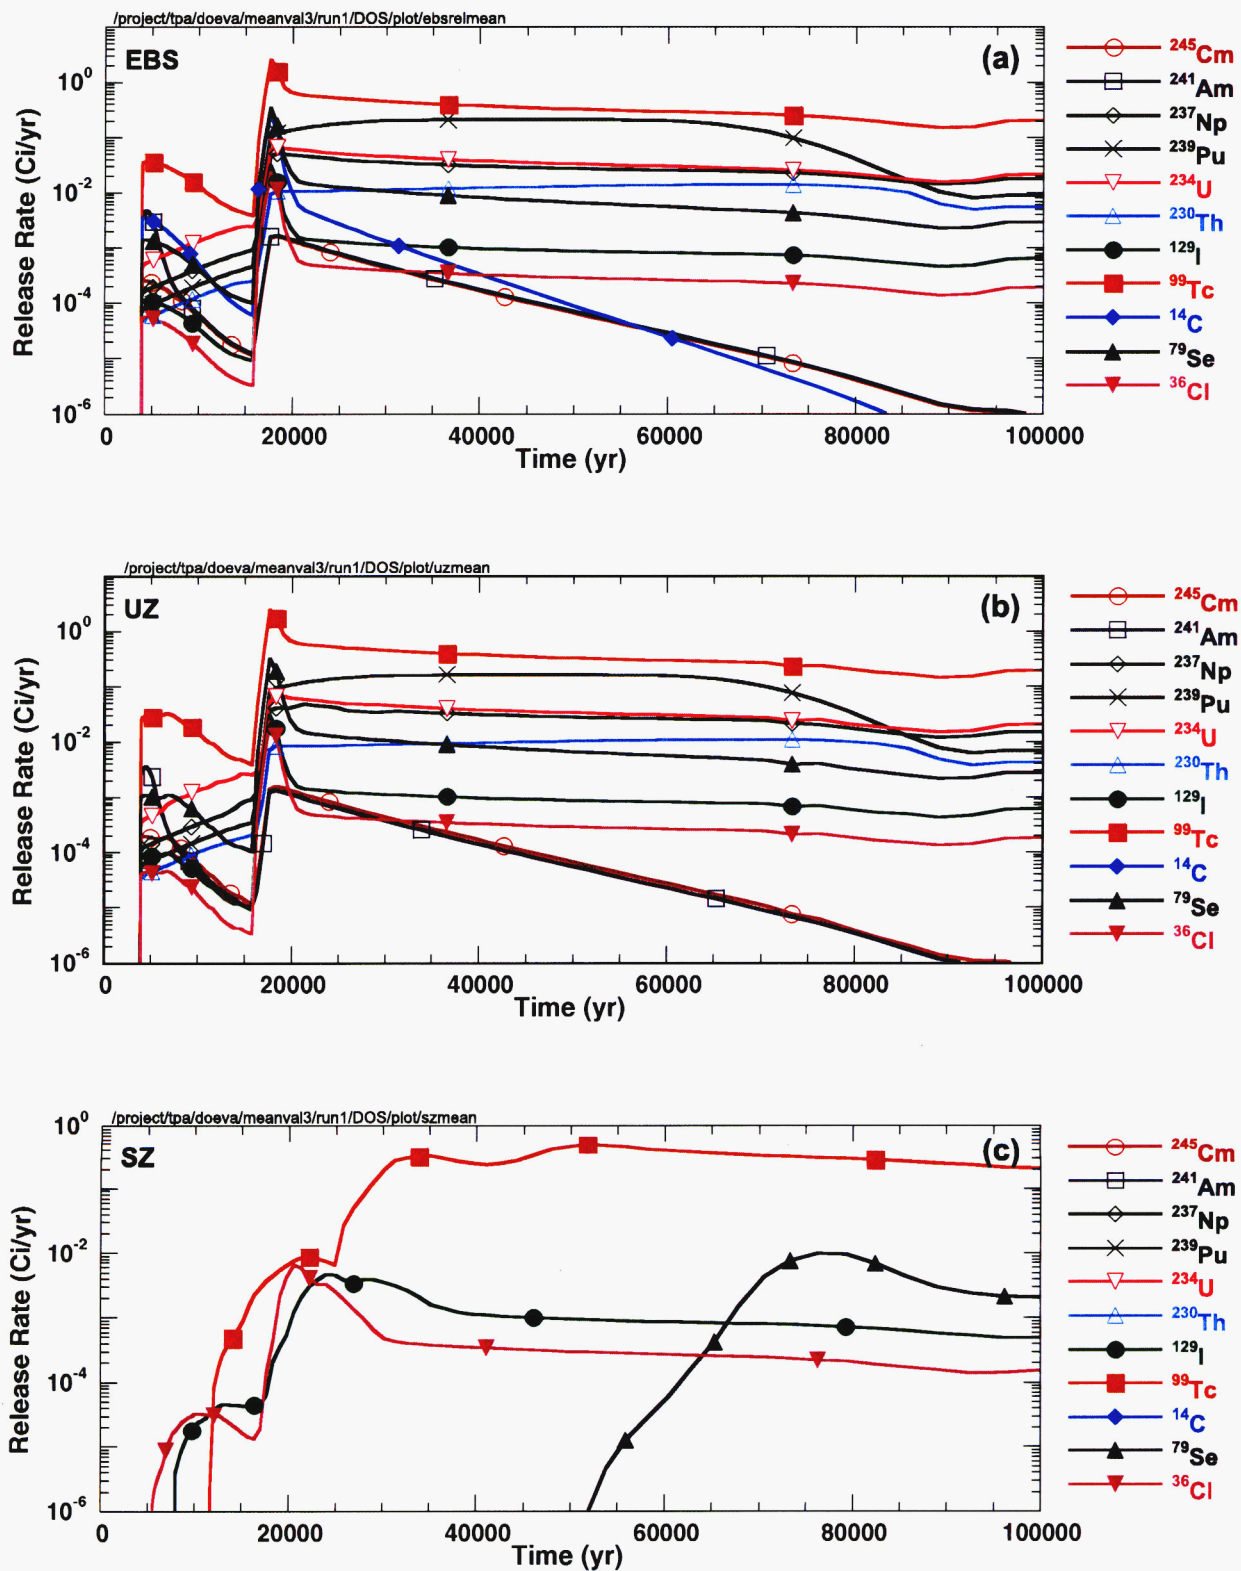 /project/tpa/doeva/meanval3/run1/DOS/plot/ebsrelmean
EBS
(a)
Release Rate (Ci/yr)
10⁰
10⁻²
10⁻⁴
10⁻⁶
0 20000 40000 60000 80000 100000
Time (yr)
²⁴⁵Cm
²⁴¹Am
²³⁷Np
²³⁹Pu
²³⁴U
²³⁰Th
¹²⁹I
⁹⁹Tc
¹⁴C
⁷⁹Se
³⁶Cl
/project/tpa/doeva/meanval3/run1/DOS/plot/uzmean
UZ
(b)
Release Rate (Ci/yr)
10⁰
10⁻²
10⁻⁴
10⁻⁶
0 20000 40000 60000 80000 100000
Time (yr)
²⁴⁵Cm
²⁴¹Am
²³⁷Np
²³⁹Pu
²³⁴U
²³⁰Th
¹²⁹I
⁹⁹Tc
¹⁴C
⁷⁹Se
³⁶Cl
/project/tpa/doeva/meanval3/run1/DOS/plot/szmean
SZ
(c)
Release Rate (Ci/yr)
10⁰
10⁻²
10⁻⁴
10⁻⁶
0 20000 40000 60000 80000 100000
Time (yr)
²⁴⁵Cm
²⁴¹Am
²³⁷Np
²³⁹Pu
²³⁴U
²³⁰Th
¹²⁹I
⁹⁹Tc
¹⁴C
⁷⁹Se
³⁶Cl